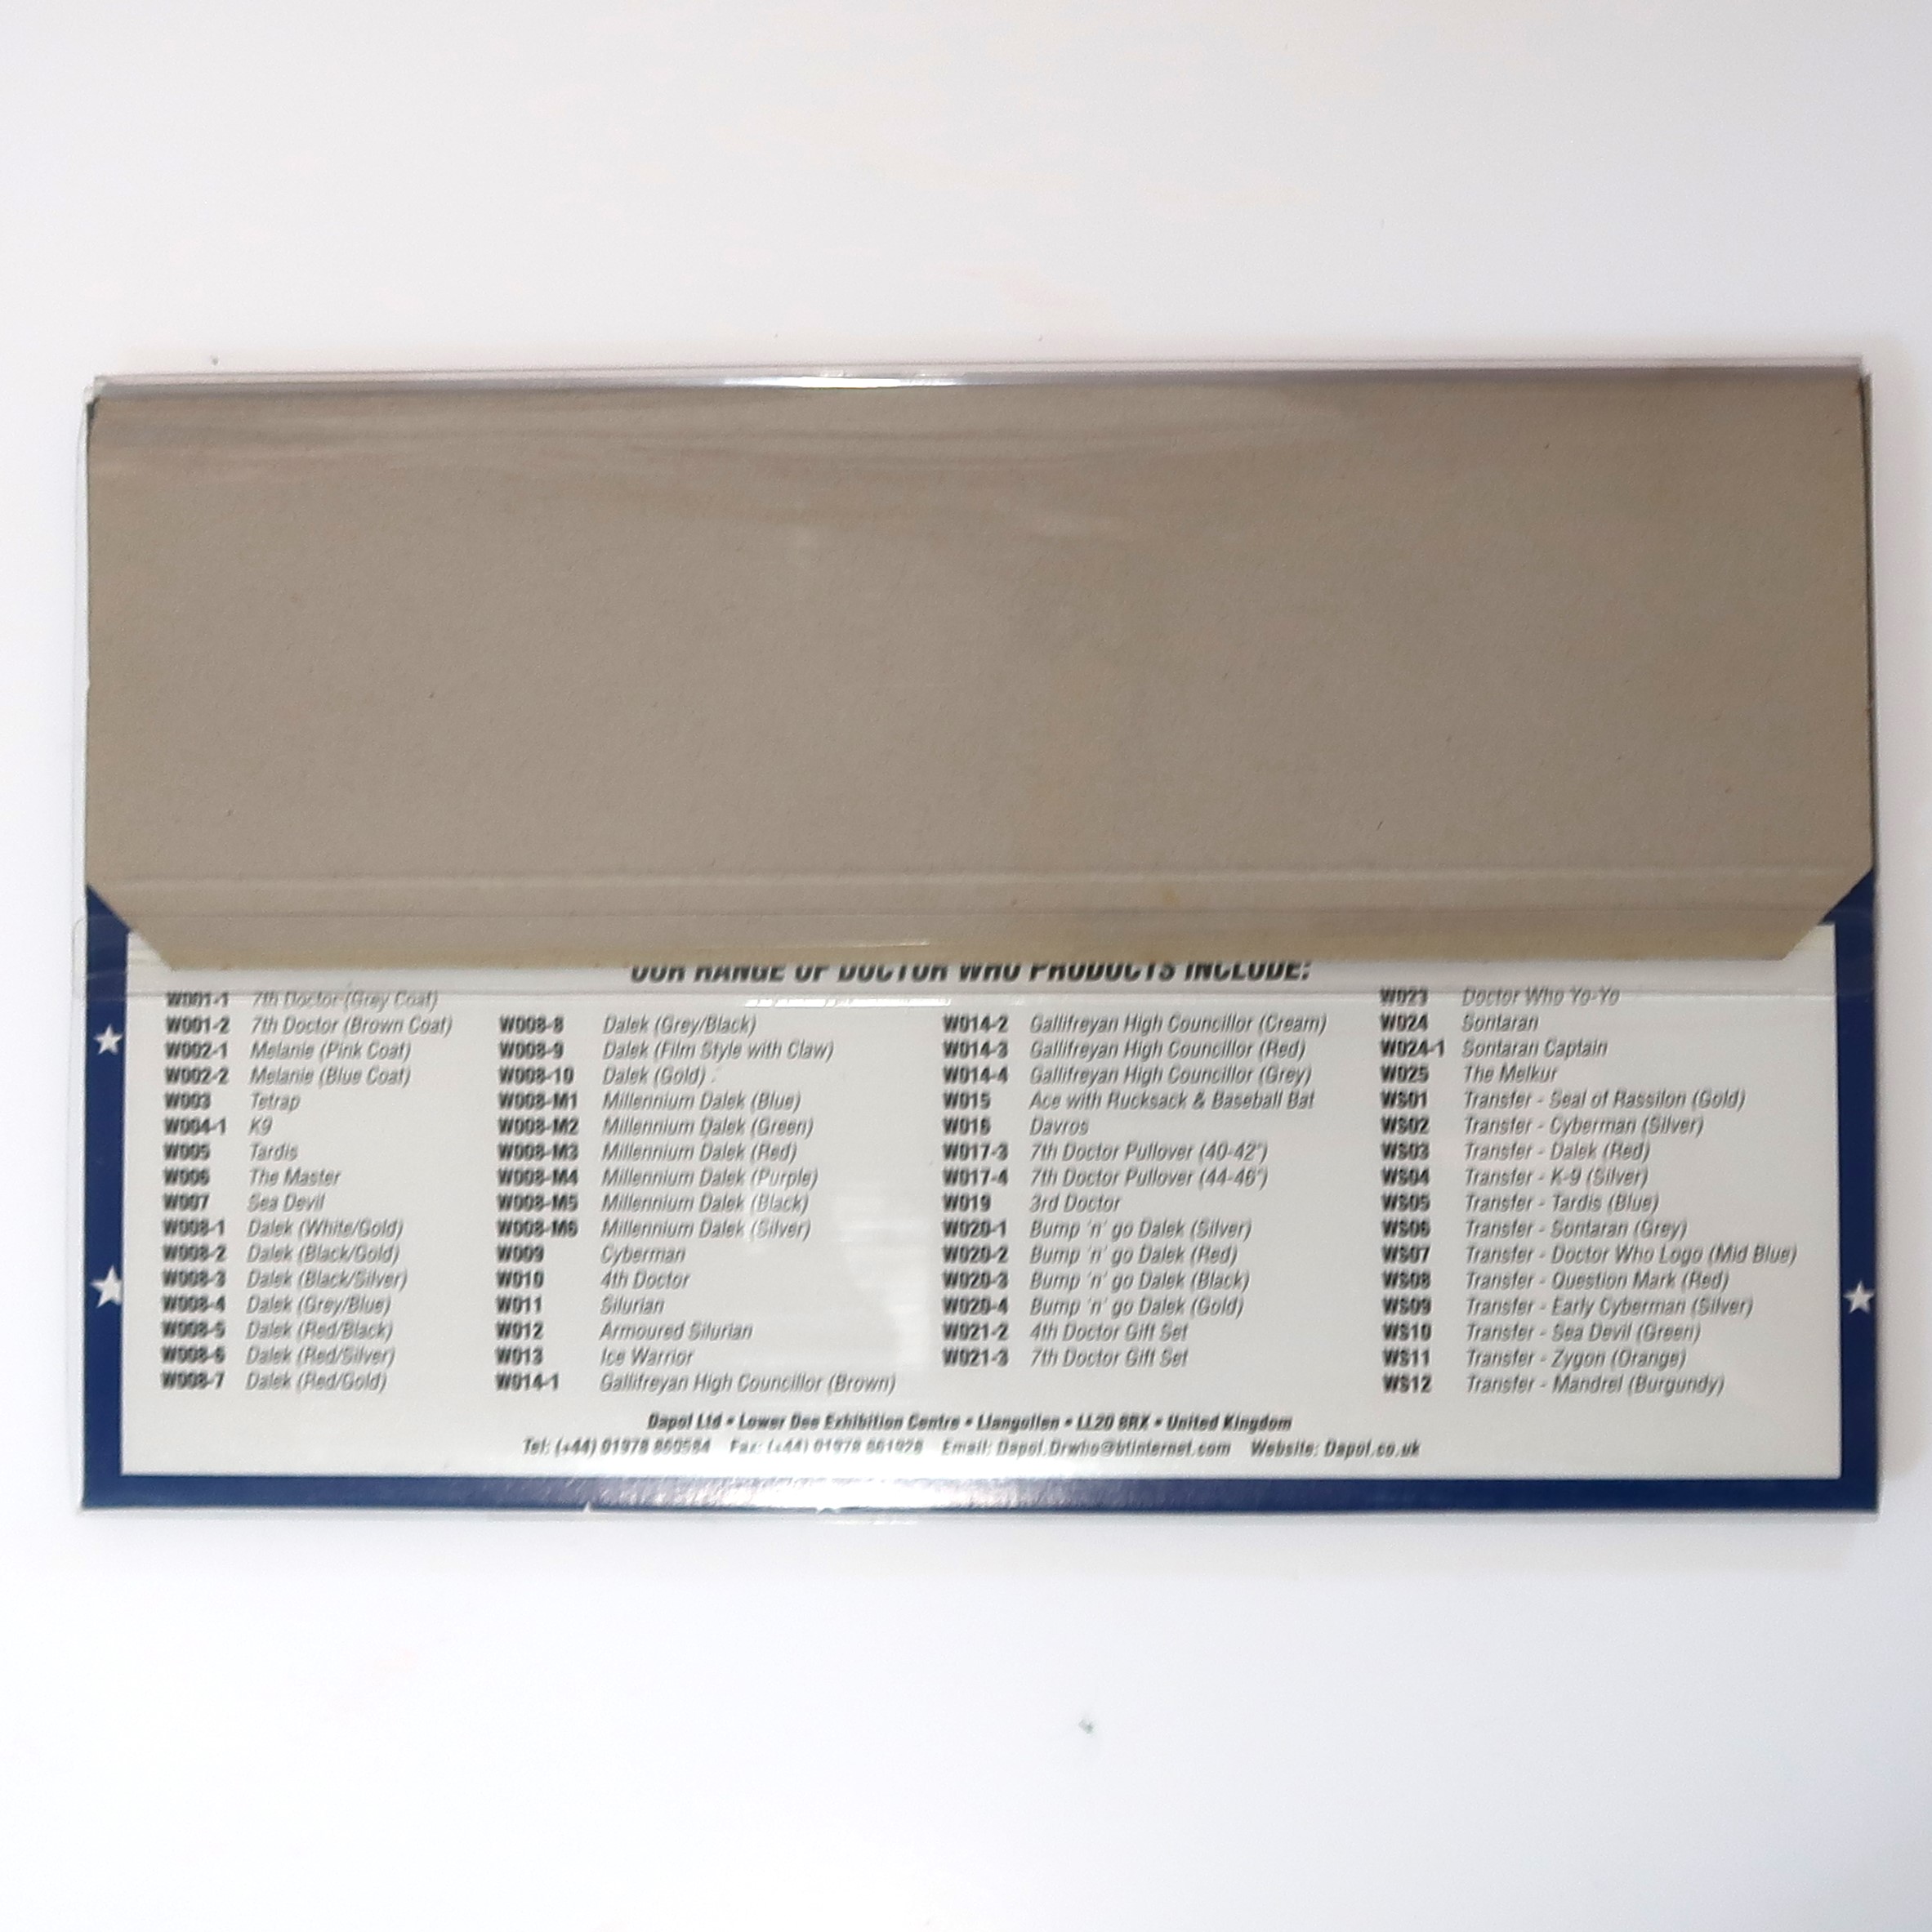 OUR RANGE OF DOCTOR WHO PRODUCTS INCLUDE:
W001-1 7th Doctor (Grey Coat)
W001-2 7th Doctor (Brown Coat)
W002-1 Melanie (Pink Coat)
W002-2 Melanie (Blue Coat)
W003 Tetrap
W004-1 K9
W005 Tardis
W006 The Master
W007 Sea Devil
W008-1 Dalek (White/Gold)
W008-2 Dalek (Black/Gold)
W008-3 Dalek (Black/Silver)
W008-4 Dalek (Grey/Blue)
W008-5 Dalek (Red/Black)
W008-6 Dalek (Red/Silver)
W008-7 Dalek (Red/Gold)
W008-8 Dalek (Grey/Black)
W008-9 Dalek (Film Style with Claw)
W008-10 Dalek (Gold)
W008-M1 Millennium Dalek (Blue)
W008-M2 Millennium Dalek (Green)
W008-M3 Millennium Dalek (Red)
W008-M4 Millennium Dalek (Purple)
W008-M5 Millennium Dalek (Black)
W008-M6 Millennium Dalek (Silver)
W009 Cyberman
W010 4th Doctor
W011 Silurian
W012 Armoured Silurian
W013 Ice Warrior
W014-1 Gallifreyan High Councillor (Brown)
W014-2 Gallifreyan High Councillor (Cream)
W014-3 Gallifreyan High Councillor (Red)
W014-4 Gallifreyan High Councillor (Grey)
W015 Ace with Rucksack & Baseball Bat
W016 Davros
W017-3 7th Doctor Pullover (40-42")
W017-4 7th Doctor Pullover (44-46")
W019 3rd Doctor
W020-1 Bump 'n' go Dalek (Silver)
W020-2 Bump 'n' go Dalek (Red)
W020-3 Bump 'n' go Dalek (Black)
W020-4 Bump 'n' go Dalek (Gold)
W021-2 4th Doctor Gift Set
W021-3 7th Doctor Gift Set
W023 Doctor Who Yo-Yo
W024 Sontaran
W024-1 Sontaran Captain
W025 The Melkur
WS01 Transfer - Seal of Rassilon (Gold)
WS02 Transfer - Cyberman (Silver)
WS03 Transfer - Dalek (Red)
WS04 Transfer - K-9 (Silver)
WS05 Transfer - Tardis (Blue)
WS06 Transfer - Sontaran (Grey)
WS07 Transfer - Doctor Who Logo (Mid Blue)
WS08 Transfer - Question Mark (Red)
WS09 Transfer - Early Cyberman (Silver)
WS10 Transfer - Sea Devil (Green)
WS11 Transfer - Zygon (Orange)
WS12 Transfer - Mandrel (Burgundy)
Dapol Ltd • Lower Dee Exhibition Centre • Llangollen • LL20 8RX • United Kingdom
Tel: (+44) 01978 860584 Fax: (+44) 01978 861928 Email: Dapol.Drwho@btinternet.com Website: Dapol.co.uk